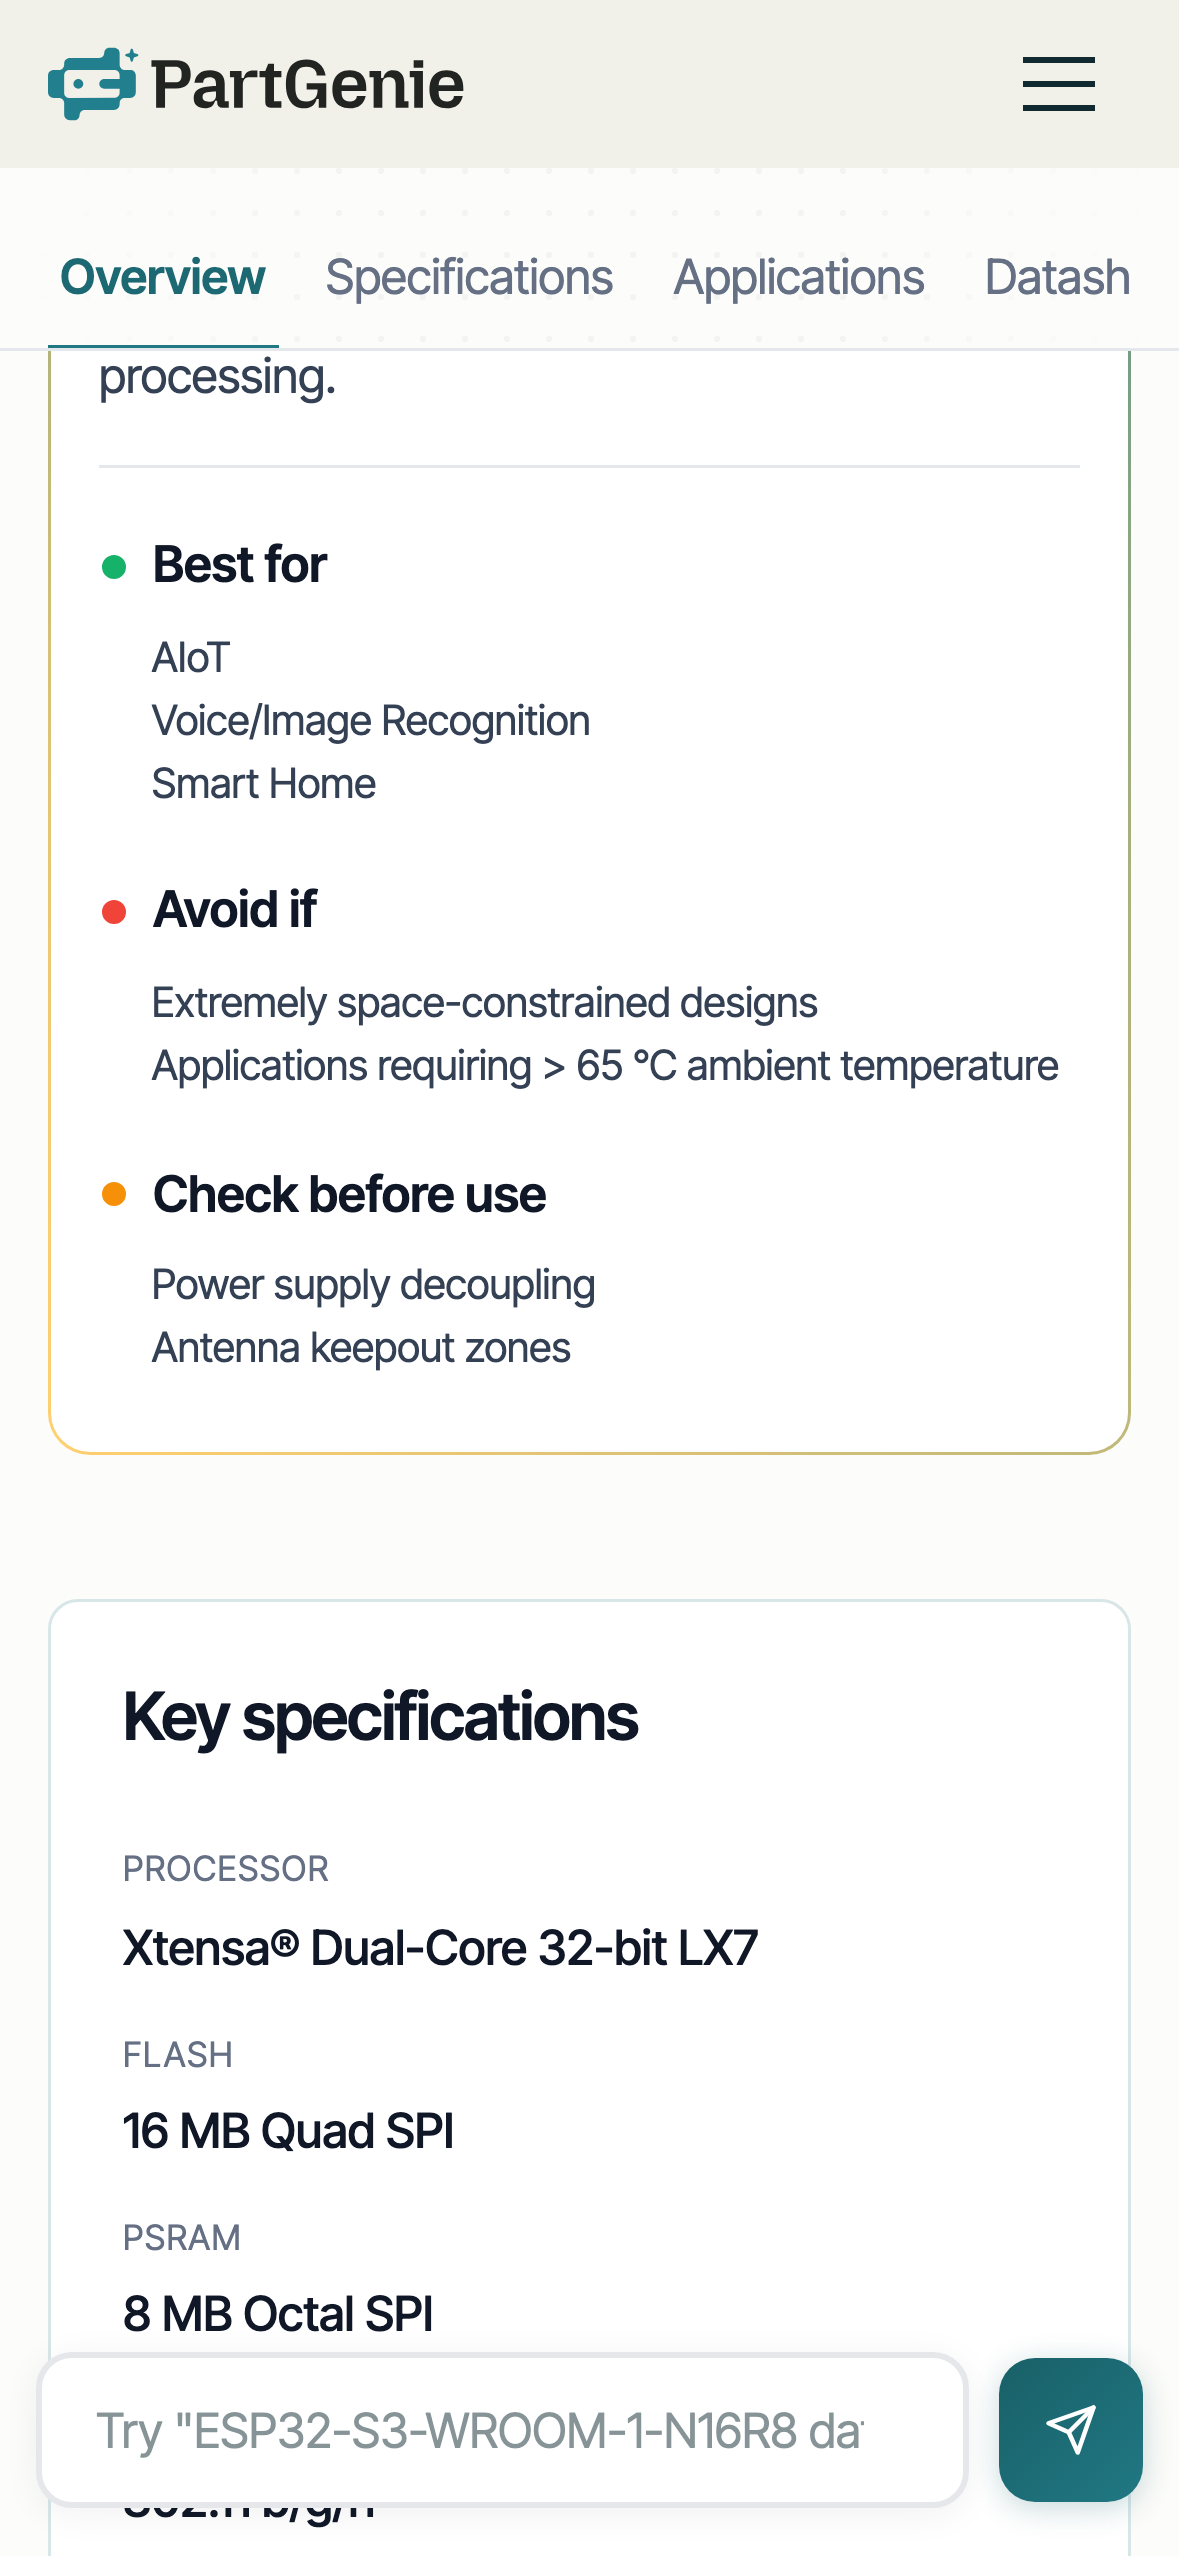 PartGenie
Overview Specifications Applications Datash
processing.
Best for
AIoT
Voice/Image Recognition
Smart Home
Avoid if
Extremely space-constrained designs
Applications requiring > 65 °C ambient temperature
Check before use
Power supply decoupling
Antenna keepout zones
Key specifications
PROCESSOR
Xtensa® Dual-Core 32-bit LX7
FLASH
16 MB Quad SPI
PSRAM
8 MB Octal SPI
Try "ESP32-S3-WROOM-1-N16R8 da
802.11 b/g/n